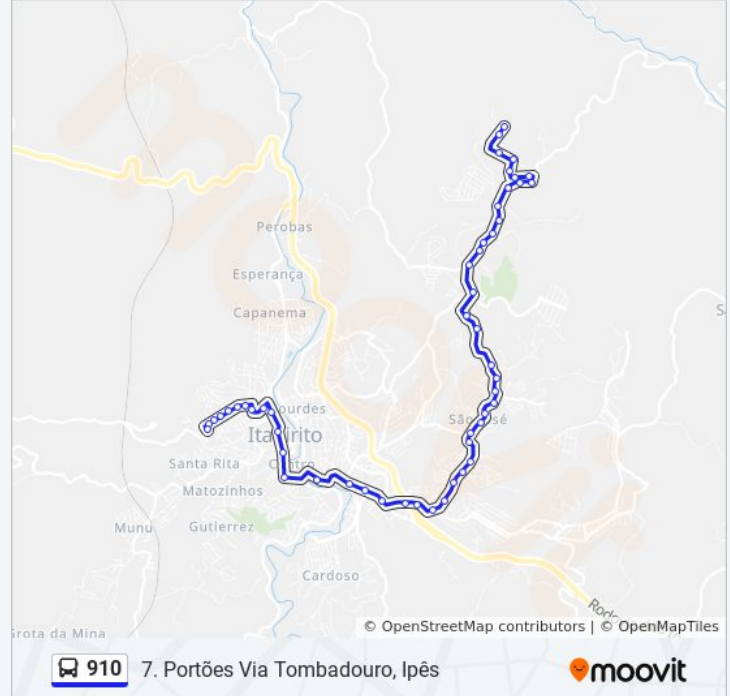 Perobas
Esperança
Capanema
Lourdes
Itabirito
São José
Santa Rita
Centro
Matozinhos
Munu
Gutierrez
Cardoso
Grota da Mina
© OpenStreetMap contributors | © OpenMapTiles
910 7. Portões Via Tombadouro, Ipês
moovit